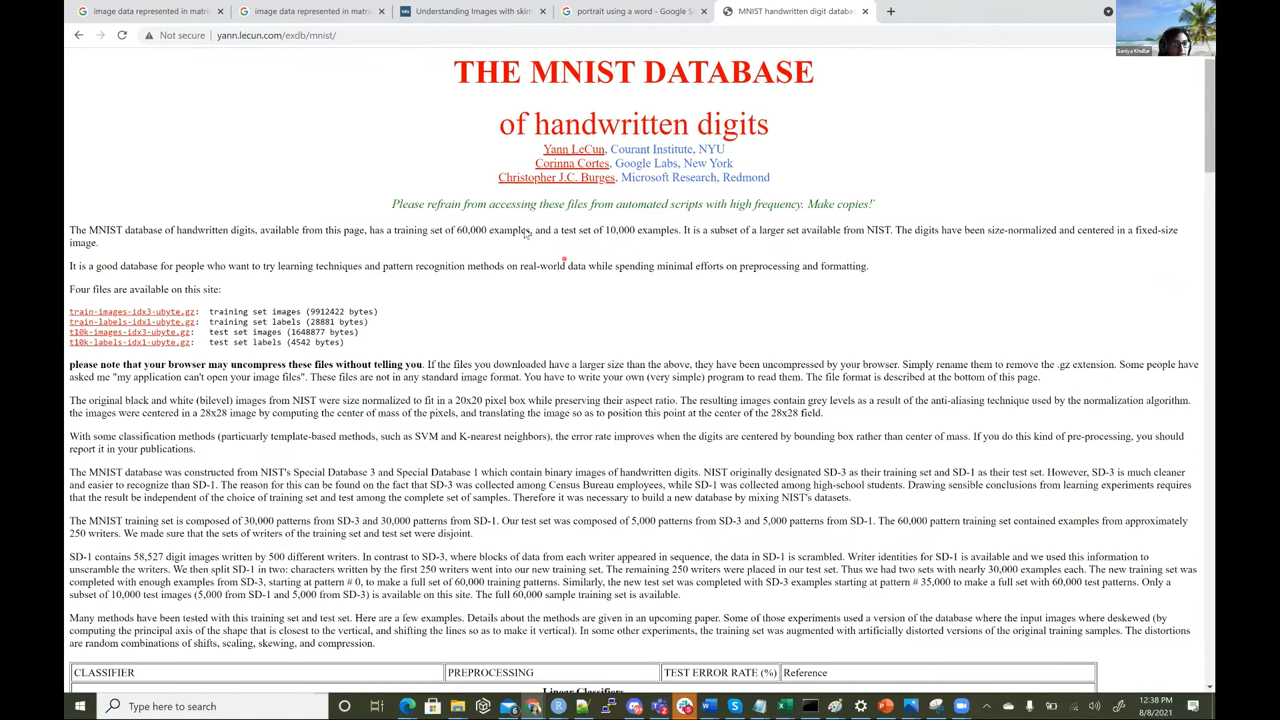 image data represented in matri
image data represented in matri
Understanding Images with skim
portrait using a word - Google Se
MNIST handwritten digit databa
Not secure
yann.lecun.com/exdb/mnist/
Saniya Khullar
THE MNIST DATABASE
of handwritten digits
Yann LeCun, Courant Institute, NYU
Corinna Cortes, Google Labs, New York
Christopher J.C. Burges, Microsoft Research, Redmond
Please refrain from accessing these files from automated scripts with high frequency. Make copies!
The MNIST database of handwritten digits, available from this page, has a training set of 60,000 examples, and a test set of 10,000 examples. It is a subset of a larger set available from NIST. The digits have been size-normalized and centered in a fixed-size
image.
It is a good database for people who want to try learning techniques and pattern recognition methods on real-world data while spending minimal efforts on preprocessing and formatting.
Four files are available on this site:
train-images-idx3-ubyte.gz: training set images (9912422 bytes)
train-labels-idx1-ubyte.gz: training set labels (28881 bytes)
t10k-images-idx3-ubyte.gz: test set images (1648877 bytes)
t10k-labels-idx1-ubyte.gz: test set labels (4542 bytes)
please note that your browser may uncompress these files without telling you. If the files you downloaded have a larger size than the above, they have been uncompressed by your browser. Simply rename them to remove the .gz extension. Some people have
asked me "my application can't open your image files". These files are not in any standard image format. You have to write your own (very simple) program to read them. The file format is described at the bottom of this page.
The original black and white (bilevel) images from NIST were size normalized to fit in a 20x20 pixel box while preserving their aspect ratio. The resulting images contain grey levels as a result of the anti-aliasing technique used by the normalization algorithm.
the images were centered in a 28x28 image by computing the center of mass of the pixels, and translating the image so as to position this point at the center of the 28x28 field.
With some classification methods (particuarly template-based methods, such as SVM and K-nearest neighbors), the error rate improves when the digits are centered by bounding box rather than center of mass. If you do this kind of pre-processing, you should
report it in your publications.
The MNIST database was constructed from NIST's Special Database 3 and Special Database 1 which contain binary images of handwritten digits. NIST originally designated SD-3 as their training set and SD-1 as their test set. However, SD-3 is much cleaner
and easier to recognize than SD-1. The reason for this can be found on the fact that SD-3 was collected among Census Bureau employees, while SD-1 was collected among high-school students. Drawing sensible conclusions from learning experiments requires
that the result be independent of the choice of training set and test among the complete set of samples. Therefore it was necessary to build a new database by mixing NIST's datasets.
The MNIST training set is composed of 30,000 patterns from SD-3 and 30,000 patterns from SD-1. Our test set was composed of 5,000 patterns from SD-3 and 5,000 patterns from SD-1. The 60,000 pattern training set contained examples from approximately
250 writers. We made sure that the sets of writers of the training set and test set were disjoint.
SD-1 contains 58,527 digit images written by 500 different writers. In contrast to SD-3, where blocks of data from each writer appeared in sequence, the data in SD-1 is scrambled. Writer identities for SD-1 is available and we used this information to
unscramble the writers. We then split SD-1 in two: characters written by the first 250 writers went into our new training set. The remaining 250 writers were placed in our test set. Thus we had two sets with nearly 30,000 examples each. The new training set was
completed with enough examples from SD-3, starting at pattern # 0, to make a full set of 60,000 training patterns. Similarly, the new test set was completed with SD-3 examples starting at pattern # 35,000 to make a full set with 60,000 test patterns. Only a
subset of 10,000 test images (5,000 from SD-1 and 5,000 from SD-3) is available on this site. The full 60,000 sample training set is available.
Many methods have been tested with this training set and test set. Here are a few examples. Details about the methods are given in an upcoming paper. Some of those experiments used a version of the database where the input images where deskewed (by
computing the principal axis of the shape that is closest to the vertical, and shifting the lines so as to make it vertical). In some other experiments, the training set was augmented with artificially distorted versions of the original training samples. The distortions
are random combinations of shifts, scaling, skewing, and compression.
CLASSIFIER PREPROCESSING TEST ERROR RATE (%) Reference
Linear Classifiers
Type here to search
12:38 PM
8/8/2021